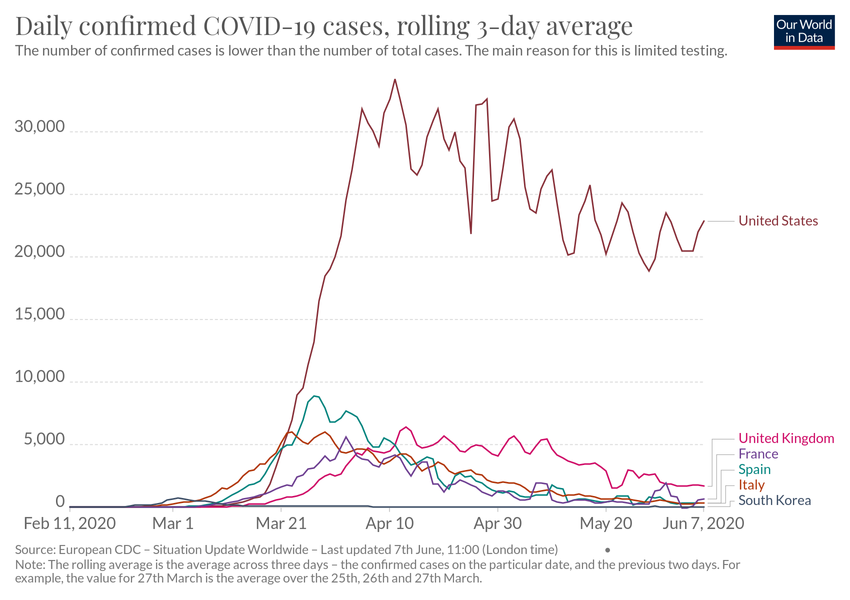 Daily confirmed COVID-19 cases, rolling 3-day average
The number of confirmed cases is lower than the number of total cases. The main reason for this is limited testing.
Our World
in Data
30,000
25,000
20,000
15,000
10,000
5,000
0
United States
United Kingdom
France
Spain
Italy
South Korea
Feb 11, 2020
Mar 1
Mar 21
Apr 10
Apr 30
May 20
Jun 7, 2020
Source: European CDC – Situation Update Worldwide – Last updated 7th June, 11:00 (London time)
•
Note: The rolling average is the average across three days – the confirmed cases on the particular date, and the previous two days. For
example, the value for 27th March is the average over the 25th, 26th and 27th March.